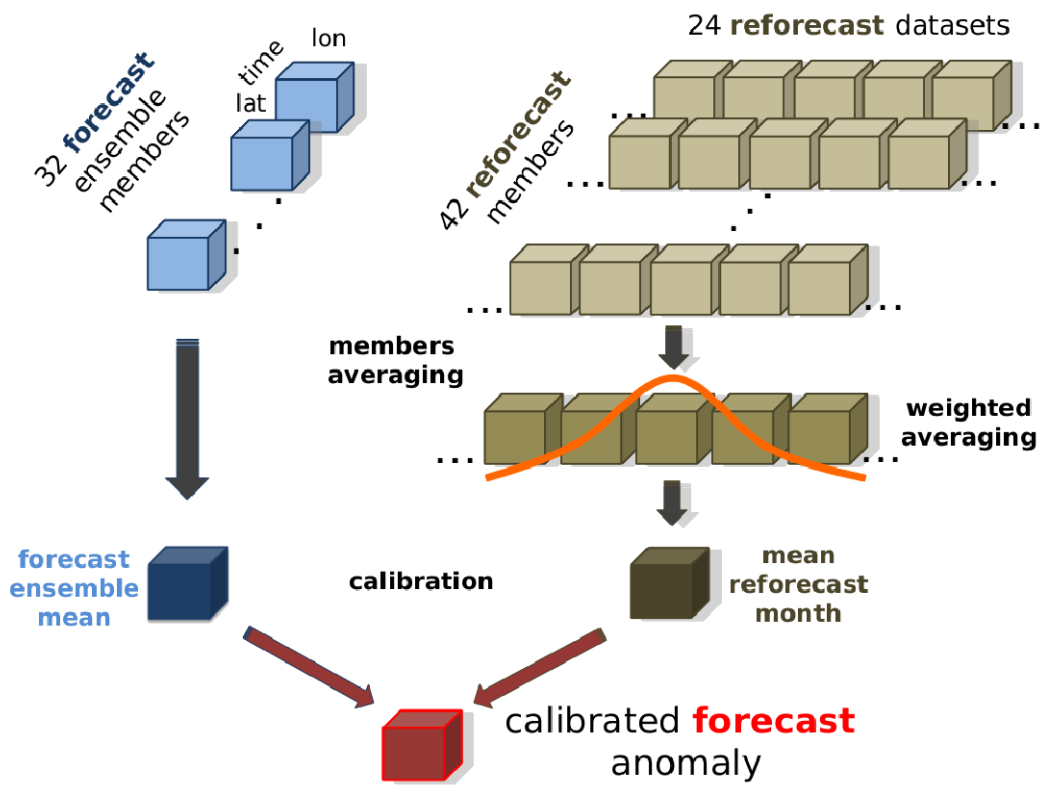 24 reforecast datasets
lon
time
lat
32 forecast
ensemble
members
42 reforecast
members
...
...
...
...
...
...
...
...
members
averaging
weighted
averaging
...
...
forecast
ensemble
mean
calibration
mean
reforecast
month
calibrated forecast
anomaly